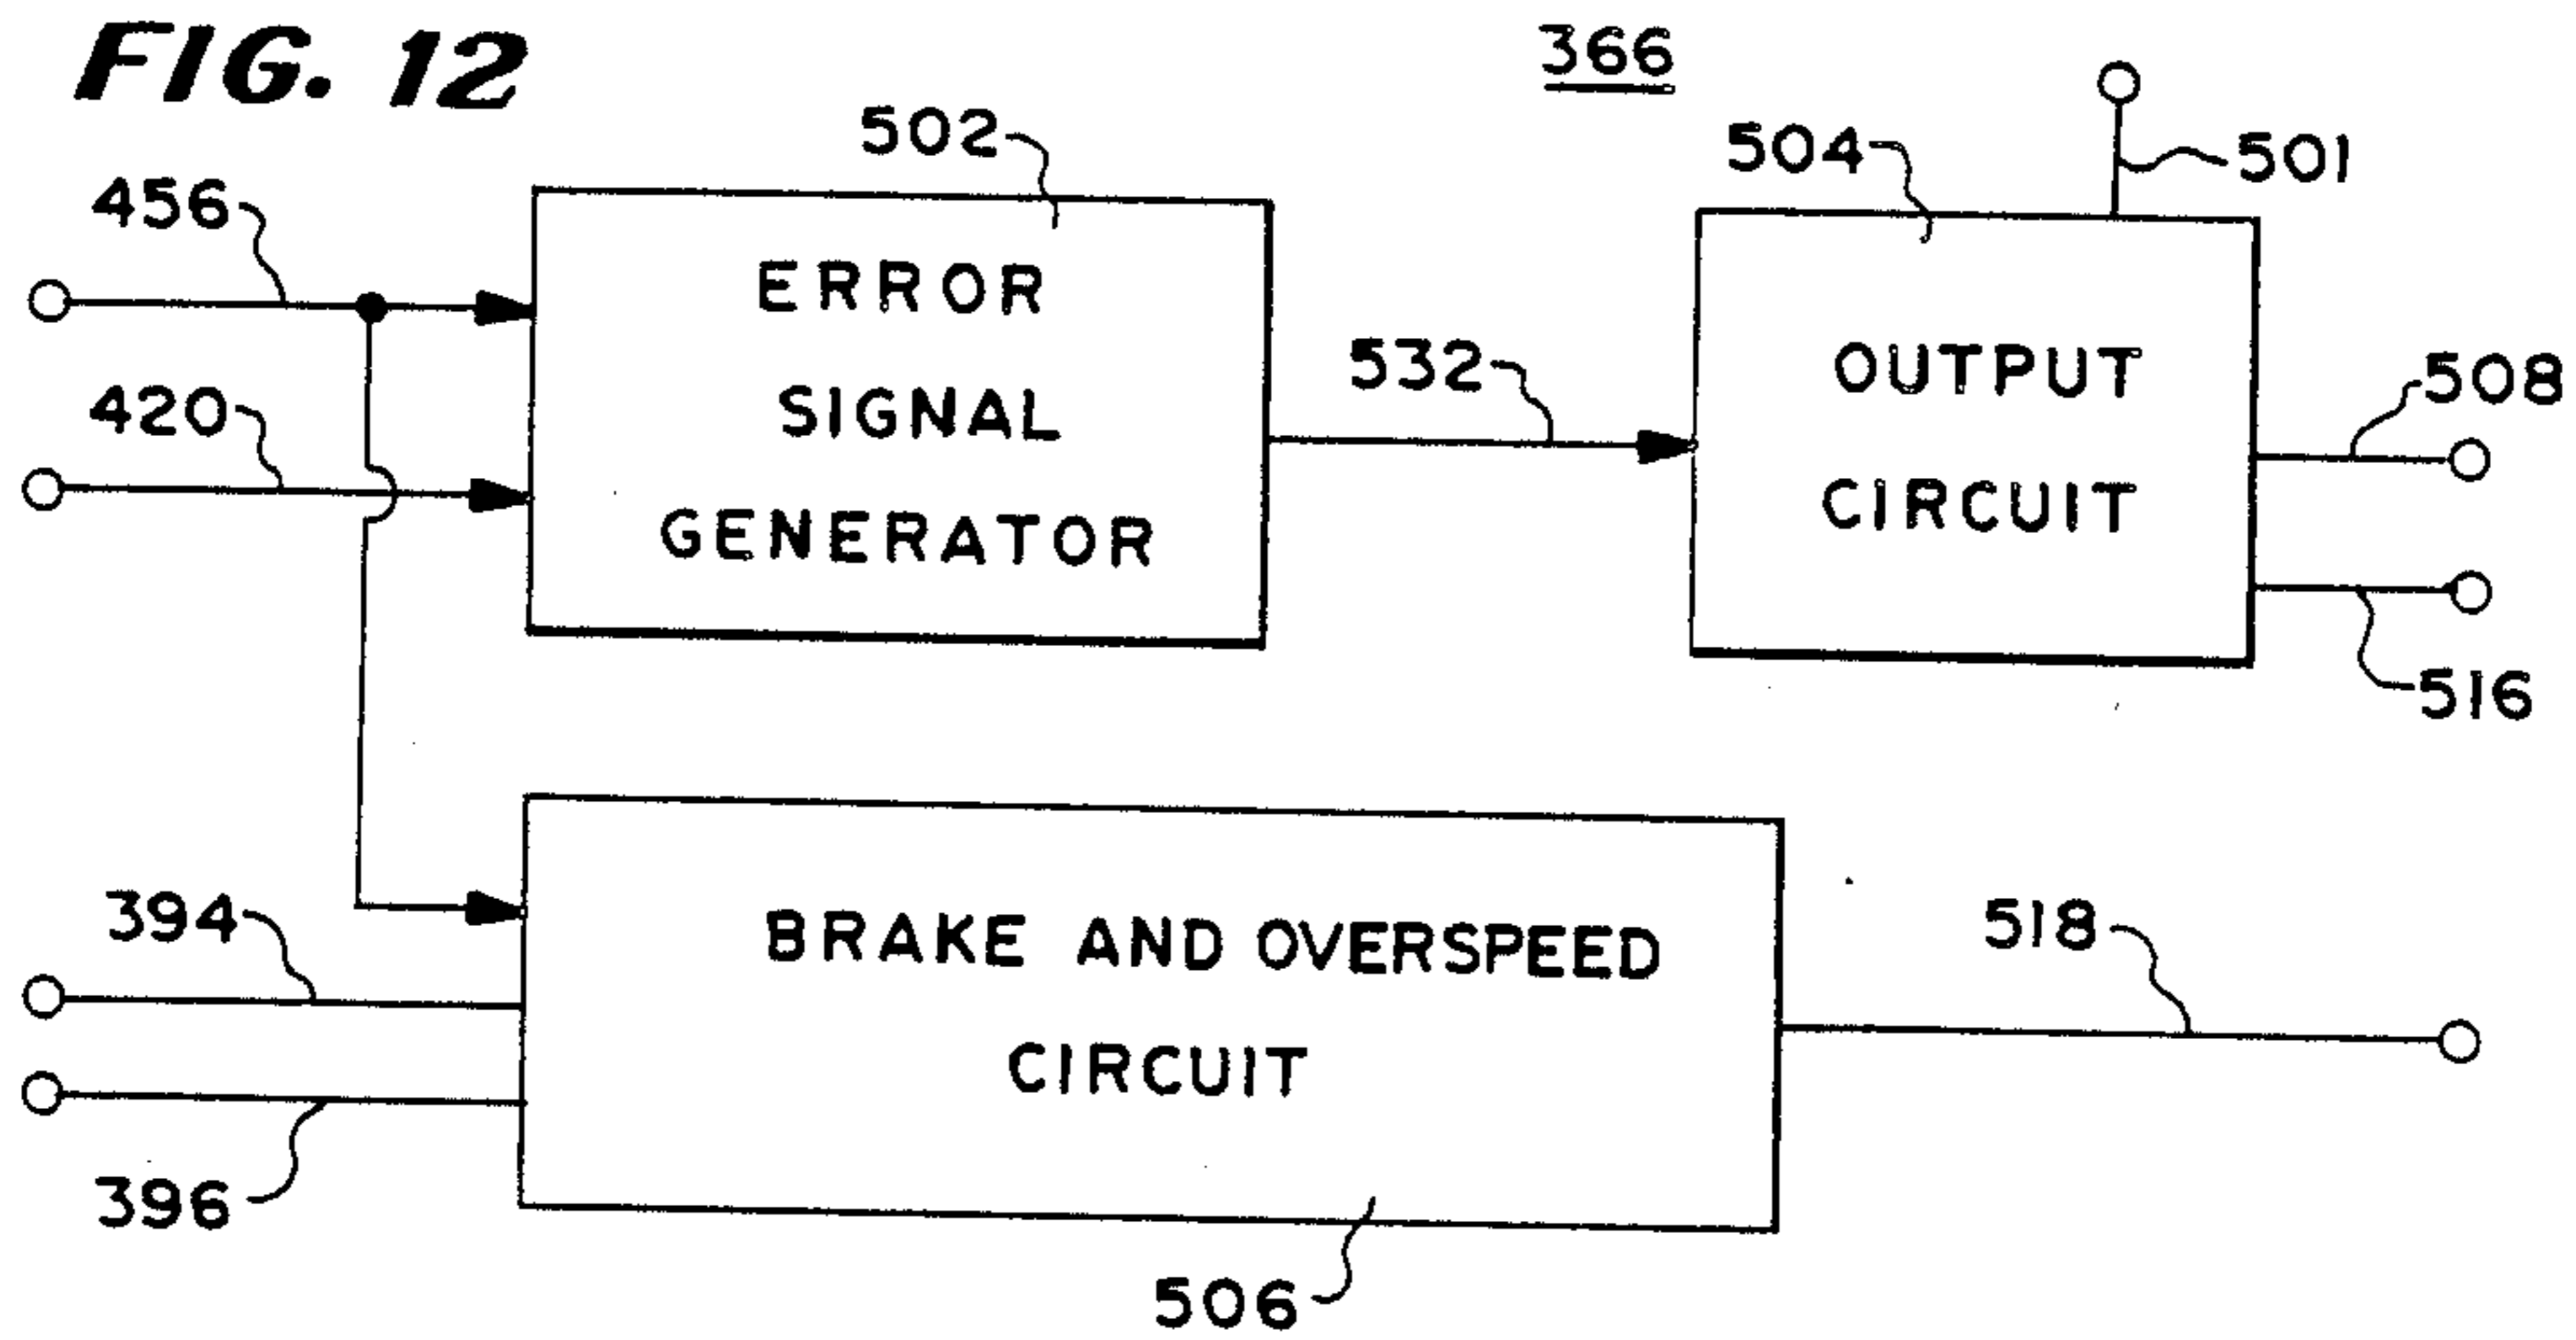 FIG. 12
366
502
504
501
456
ERROR
SIGNAL
GENERATOR
420
532
OUTPUT
CIRCUIT
508
516
394
BRAKE AND OVERSPEED
CIRCUIT
518
396
506